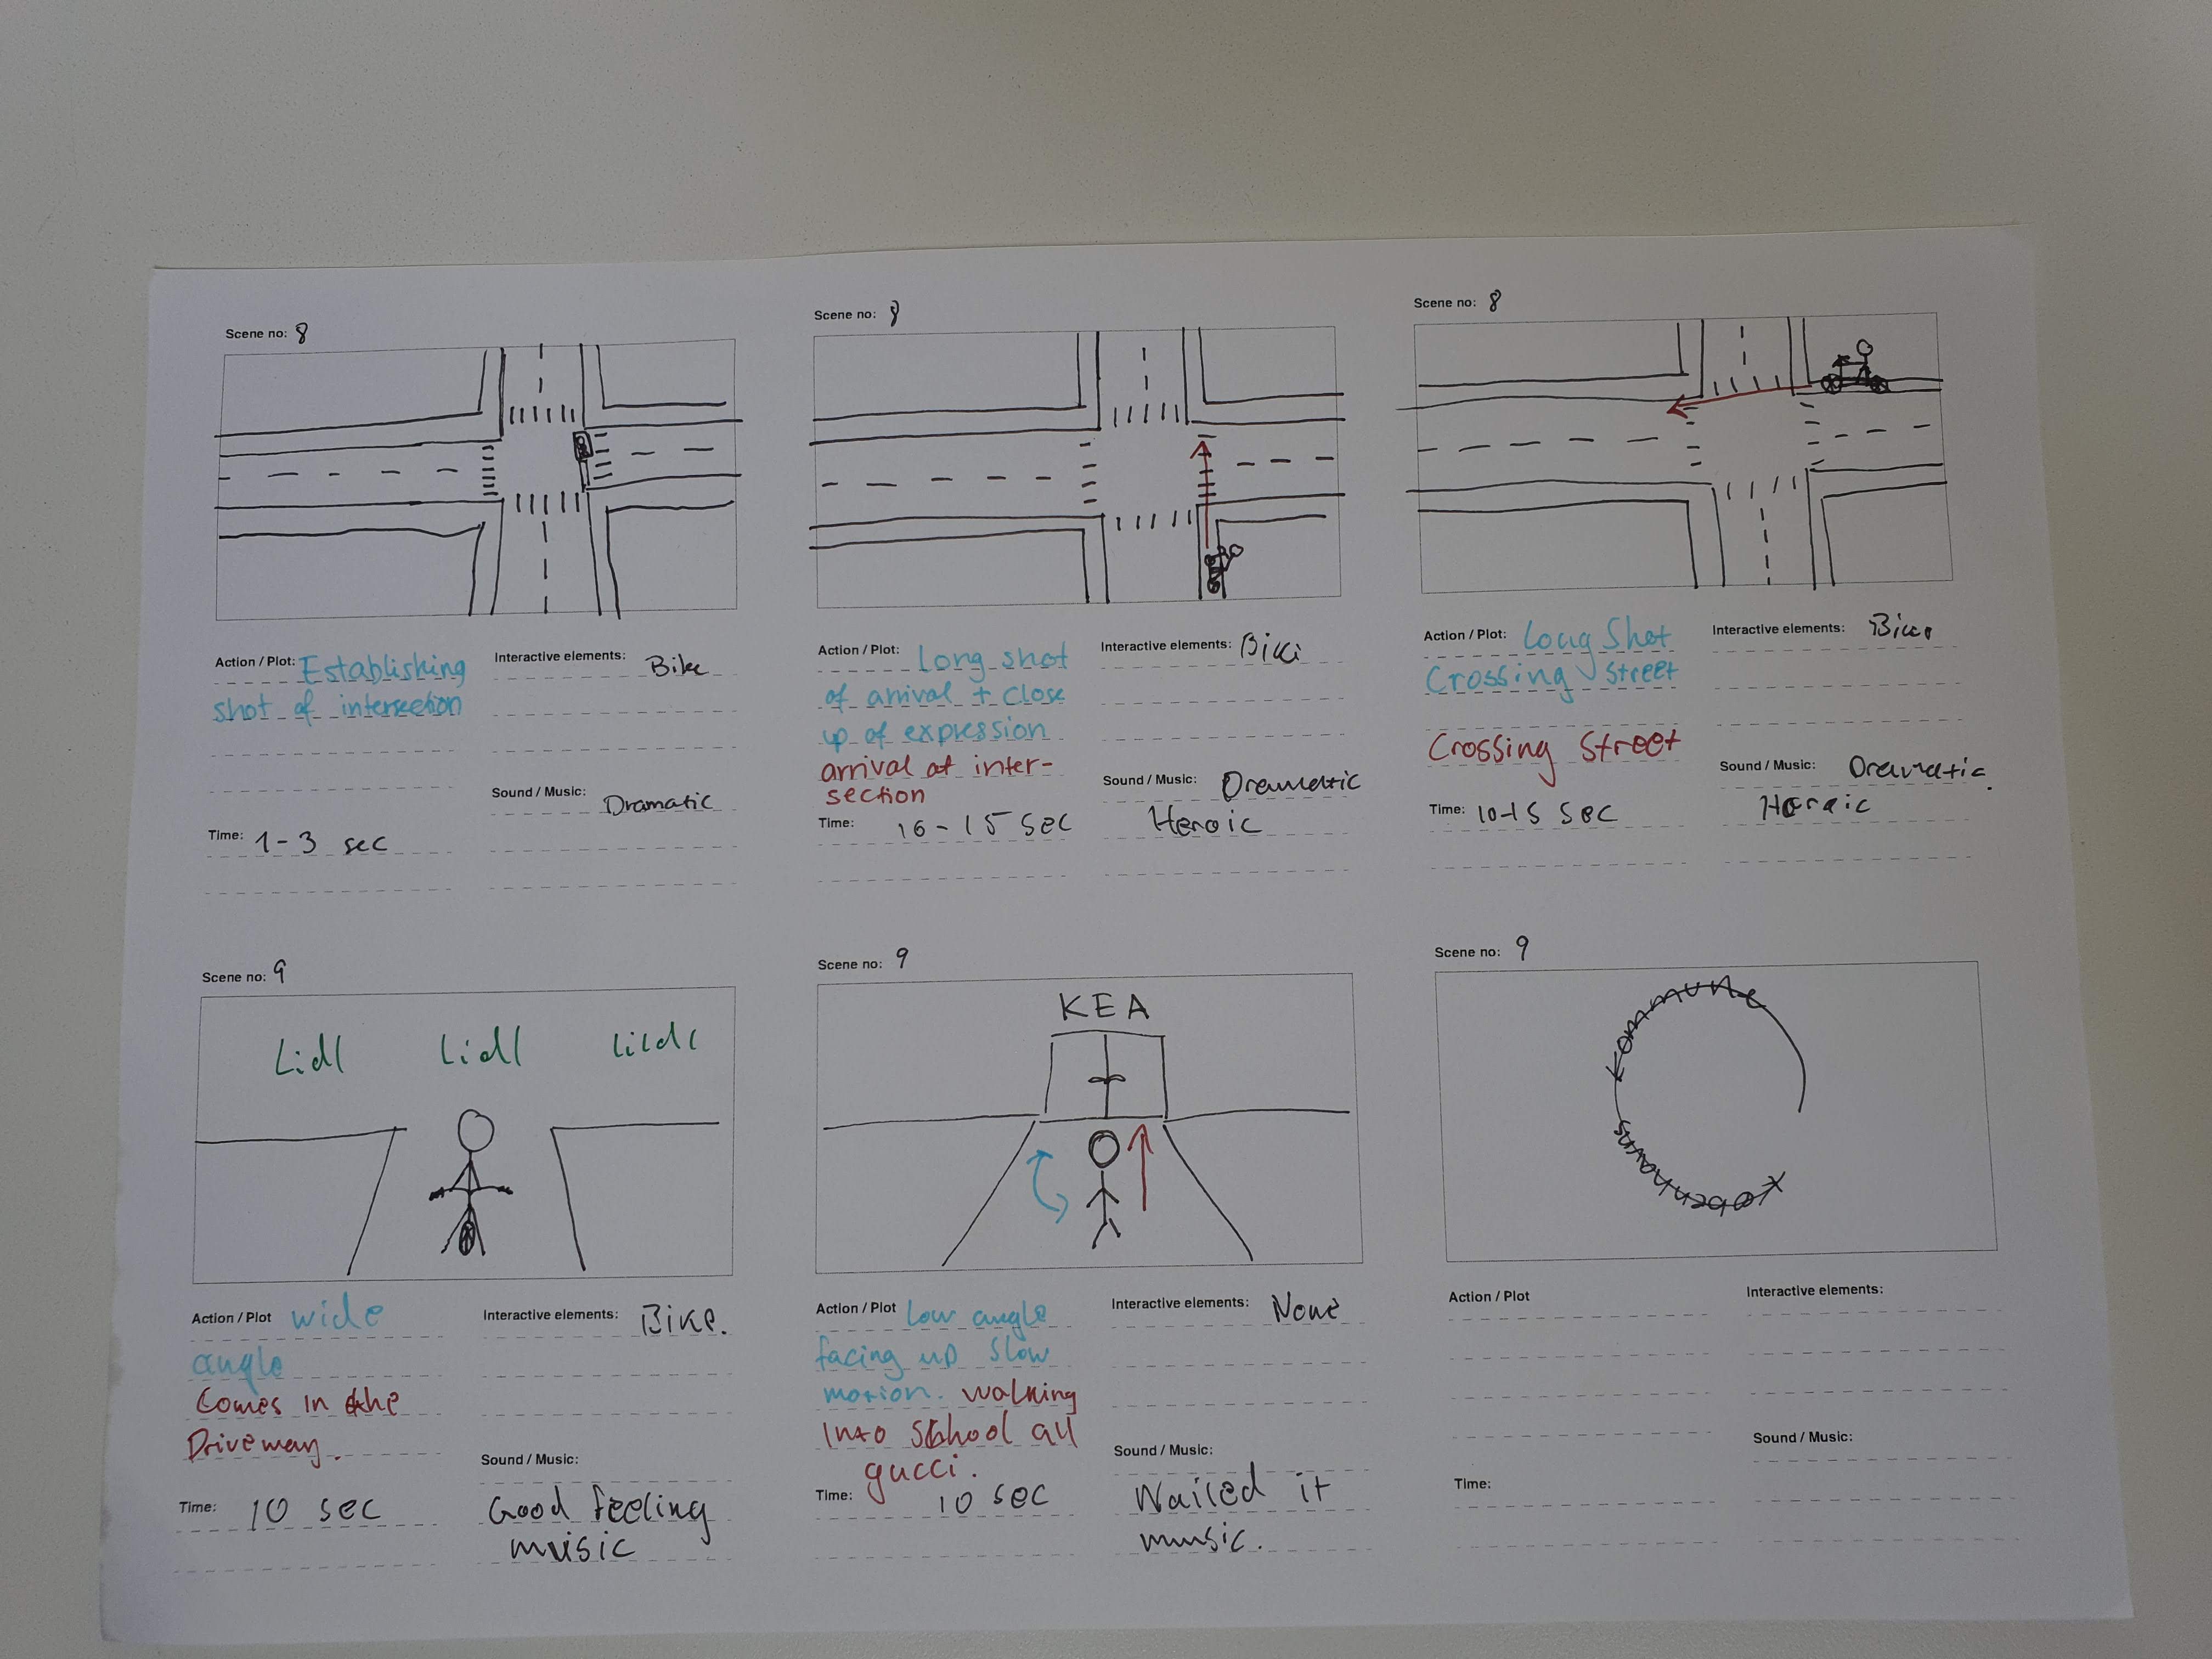 Scene no: 8
Action / Plot: Establishing
shot of intersection
Interactive elements: Bike
Sound / Music: Dramatic
Time: 1-3 sec
Scene no: 8
Action / Plot: Long shot
of arrival + close
up of expression
arrival at inter-
section
Interactive elements:
Sound / Music: Dramatic
Heroic
Time: 10-15 sec
Scene no: 8
Action / Plot: Long Shot
Crossing Street
Crossing Street
Interactive elements:
Sound / Music: Dramatic.
Heroic
Time: 10-15 sec
Scene no: 9
Lidl Lidl Lildl
Action / Plot wide
angle
Comes in the
Driveway.
Interactive elements: Bike.
Sound / Music:
Good feeling
music
Time: 10 sec
Scene no: 9
KEA
Action / Plot Low angle
facing up slow
motion. walking
Into school all
gucci.
Interactive elements: None
Sound / Music:
Nailed it
music.
Time: 10 sec
Scene no: 9
Københavns
Kommune
Action / Plot
Interactive elements:
Sound / Music:
Time: